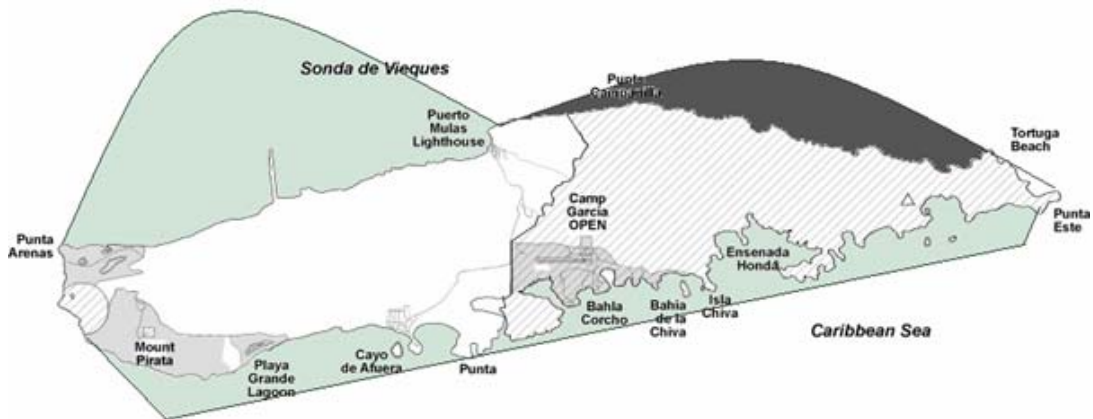 Sonda de Vieques
Punta
Puerto
Mulas
Lighthouse
Tortuga
Beach
Camp
Garcia
OPEN
Punta
Este
Punta
Arenas
Ensenada
Honda
Bahia
Corcho
Bahia
de la
Chiva
Isla
Chiva
Caribbean Sea
Mount
Pirata
Playa
Grande
Lagoon
Cayo
de Afuera
Punta